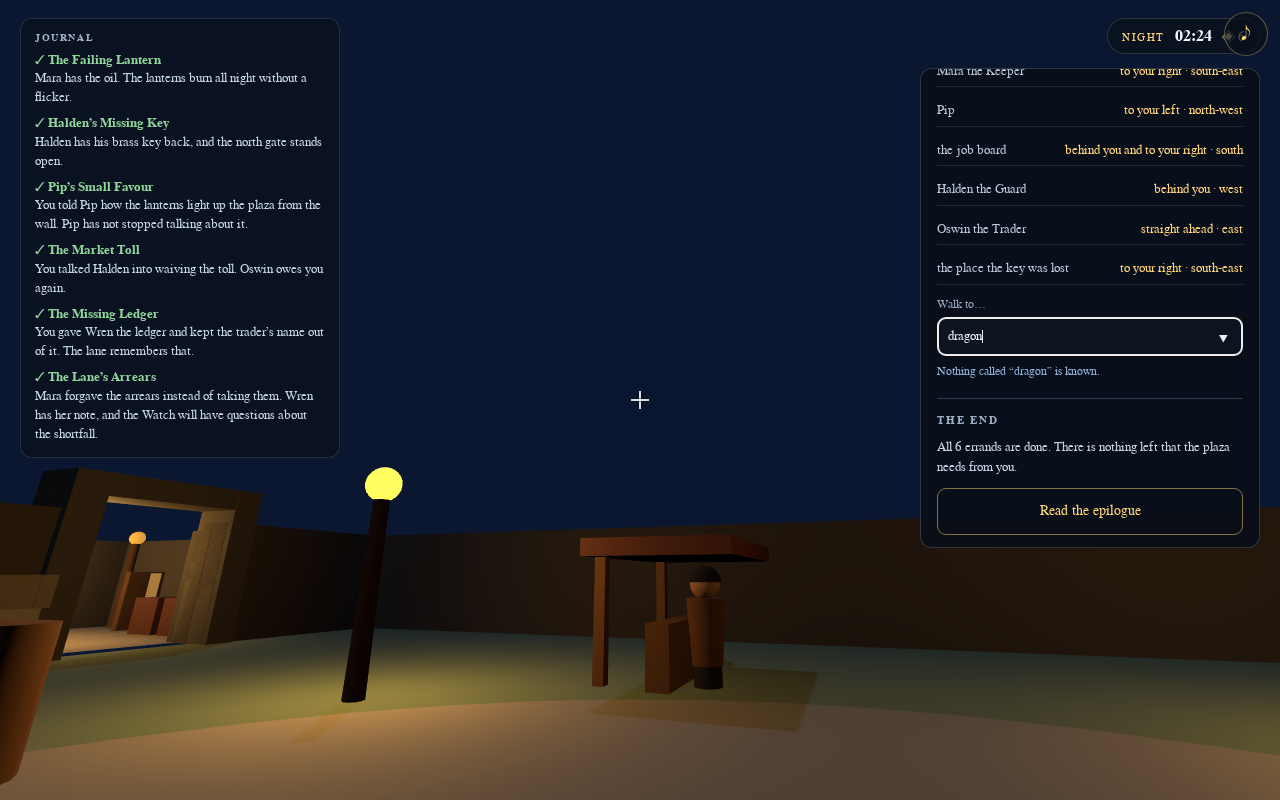 JOURNAL
✓ The Failing Lantern
Mara has the oil. The lanterns burn all night without a
flicker.
✓ Halden’s Missing Key
Halden has his brass key back, and the north gate stands
open.
✓ Pip’s Small Favour
You told Pip how the lanterns light up the plaza from the
wall. Pip has not stopped talking about it.
✓ The Market Toll
You talked Halden into waiving the toll. Oswin owes you
again.
✓ The Missing Ledger
You gave Wren the ledger and kept the trader’s name out
of it. The lane remembers that.
✓ The Lane’s Arrears
Mara forgave the arrears instead of taking them. Wren
has her note, and the Watch will have questions about
the shortfall.
NIGHT 02:24
Mara the Keeper to your right · south-east
Pip to your left · north-west
the job board behind you and to your right · south
Halden the Guard behind you · west
Oswin the Trader straight ahead · east
the place the key was lost to your right · south-east
Walk to…
dragon
Nothing called “dragon” is known.
THE END
All 6 errands are done. There is nothing left that the plaza
needs from you.
Read the epilogue